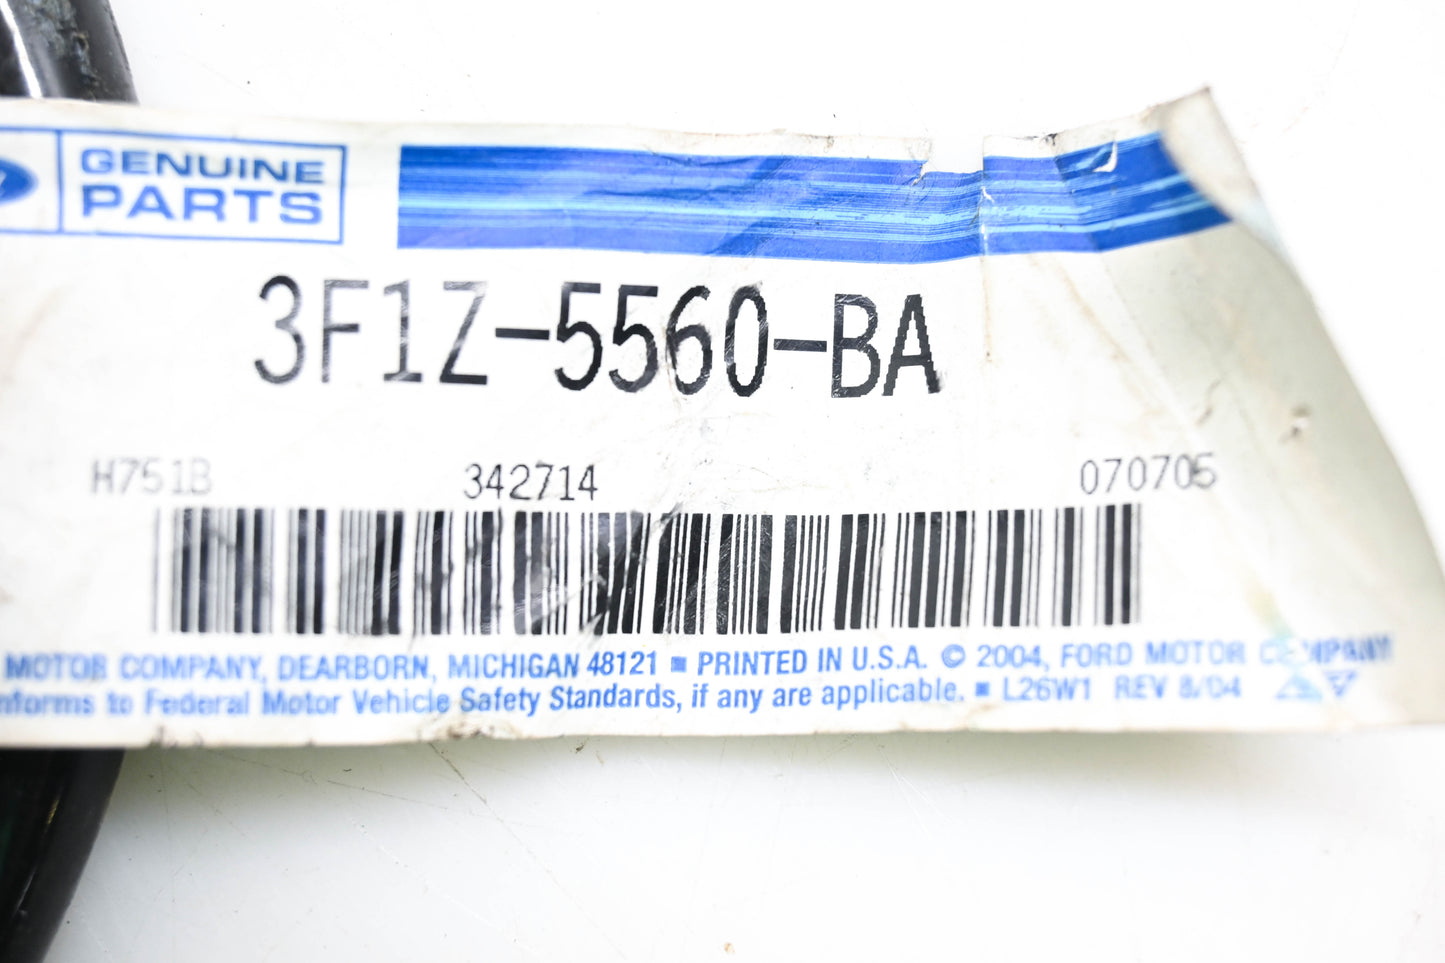 GENUINE
PARTS
3F1Z-5560-BA
H751B 342714 070705
MOTOR COMPANY, DEARBORN, MICHIGAN 48121 ■ PRINTED IN U.S.A. © 2004, FORD MOTOR COMPANY
to Federal Motor Vehicle Safety Standards, if any are applicable. ■ L26W1 REV 8/04